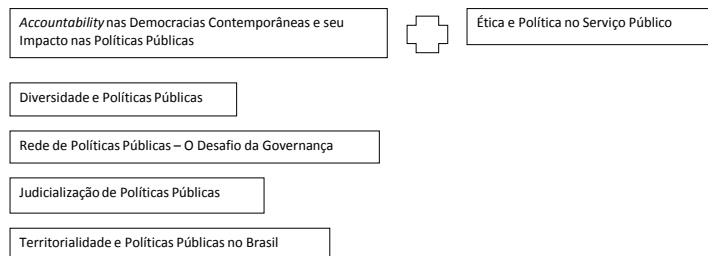 Accountability nas Democracias Contemporâneas e seu
Impacto nas Políticas Públicas
Ética e Política no Serviço Público
Diversidade e Políticas Públicas
Rede de Políticas Públicas – O Desafio da Governança
Judicialização de Políticas Públicas
Territorialidade e Políticas Públicas no Brasil